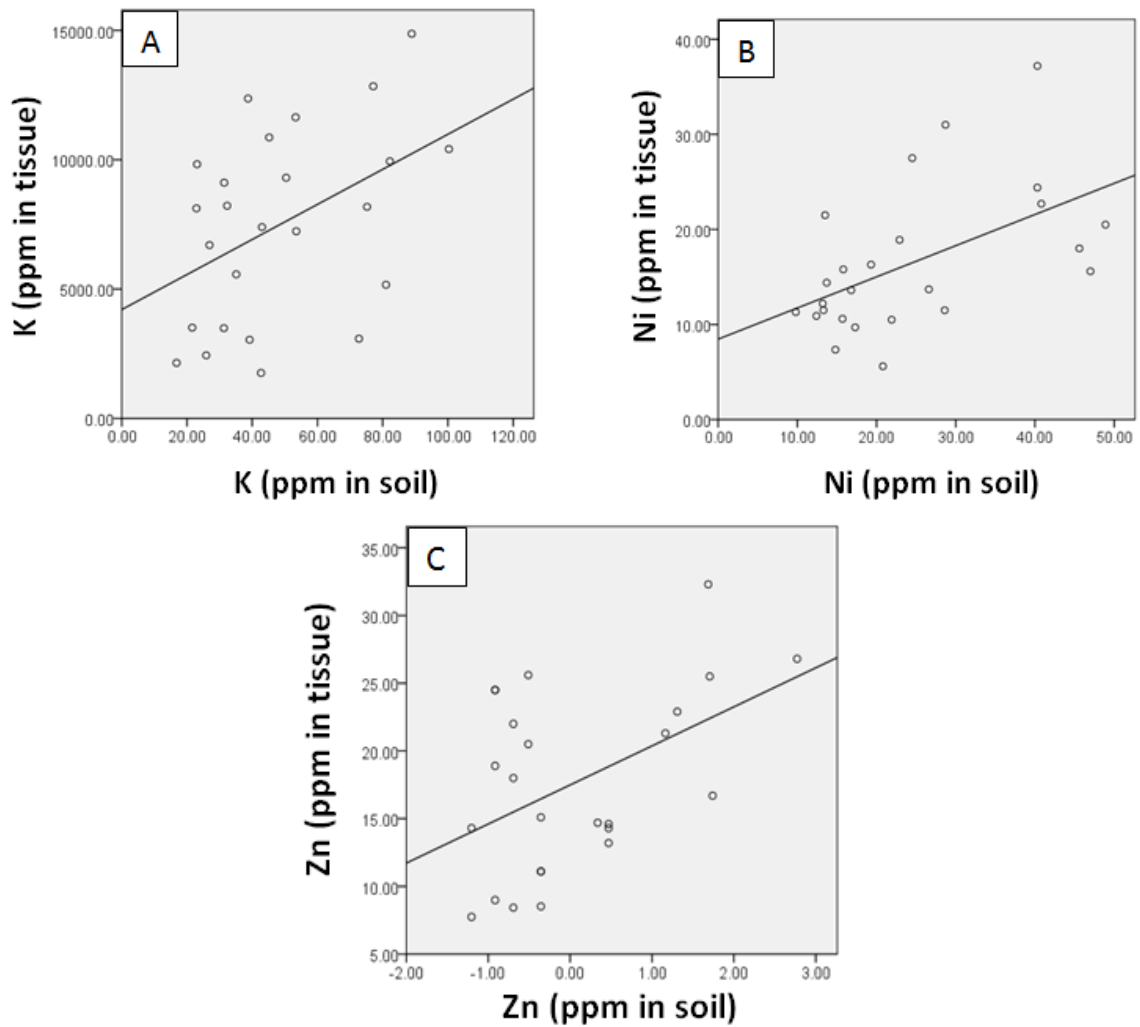 A
K (ppm in tissue)
15000.00
10000.00
5000.00
0.00
0.00 20.00 40.00 60.00 80.00 100.00 120.00
K (ppm in soil)
B
Ni (ppm in tissue)
40.00
30.00
20.00
10.00
0.00
0.00 10.00 20.00 30.00 40.00 50.00
Ni (ppm in soil)
C
Zn (ppm in tissue)
35.00
30.00
25.00
20.00
15.00
10.00
5.00
-2.00 -1.00 0.00 1.00 2.00 3.00
Zn (ppm in soil)